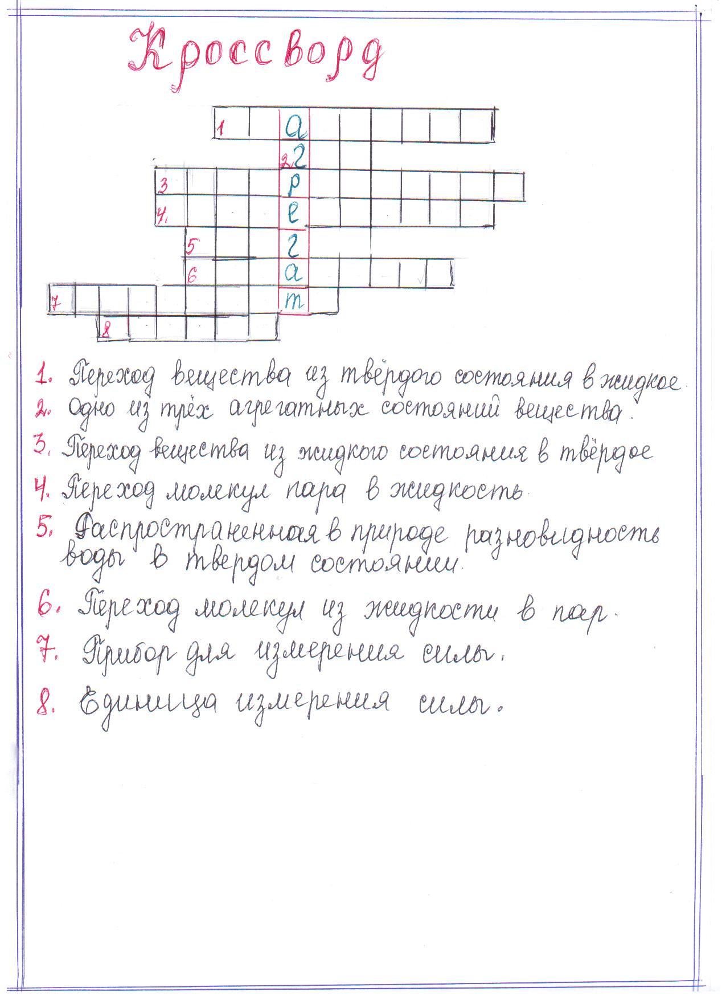 Кроссворд
1 а
2. г
3 р
4. е
5 г
6 а
7 т
8
1. Переход вещества из твёрдого состояния в жидкое.
2. Одно из трёх агрегатных состояний вещества.
3. Переход вещества из жидкого состояния в твёрдое
4. Переход молекул пара в жидкость.
5. Распространенная в природе разновидность
воды в твердом состоянии.
6. Переход молекул из жидкости в пар.
7. Прибор для измерения силы.
8. Единица измерения силы.